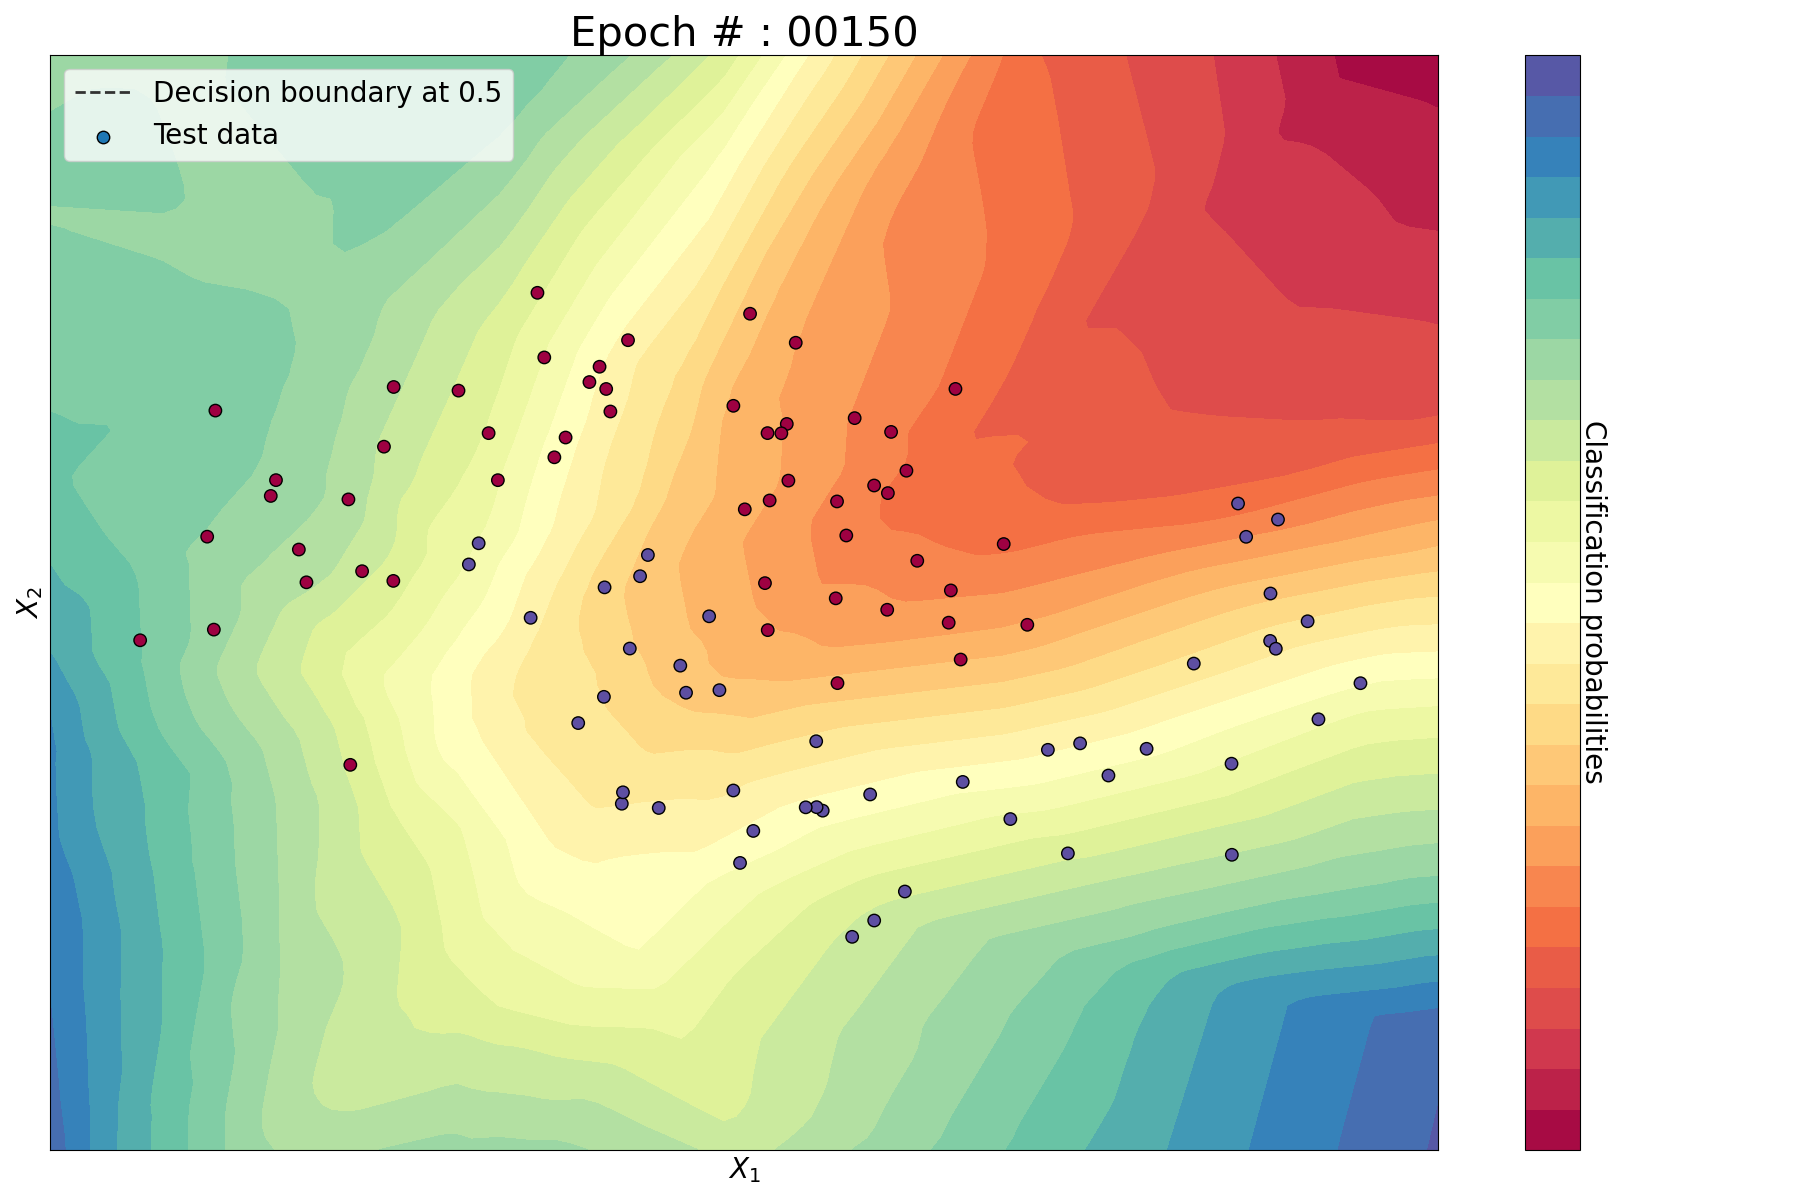 Epoch # : 00150
Decision boundary at 0.5
Test data
X₂
X₁
Classification probabilities